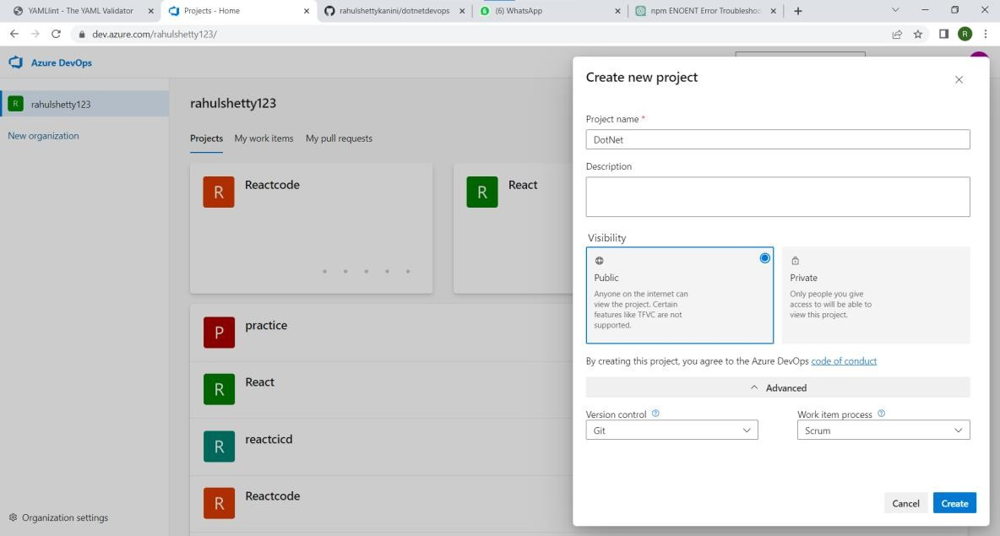 YAMLlint - The YAML Validator
Projects - Home
rahulshettykanini/dotnetdevops
(6) WhatsApp
npm ENOENT Error Troubleshoo
dev.azure.com/rahulshetty123/
R
Azure DevOps
R rahulshetty123
New organization
rahulshetty123
Projects My work items My pull requests
R Reactcode
R React
P practice
R React
R reactcicd
R Reactcode
Organization settings
Create new project
Project name *
DotNet
Description
Visibility
Public
Anyone on the internet can
view the project. Certain
features like TFVC are not
supported.
Private
Only people you give
access to will be able to
view this project.
By creating this project, you agree to the Azure DevOps code of conduct
Advanced
Version control
Git
Work item process
Scrum
Cancel Create